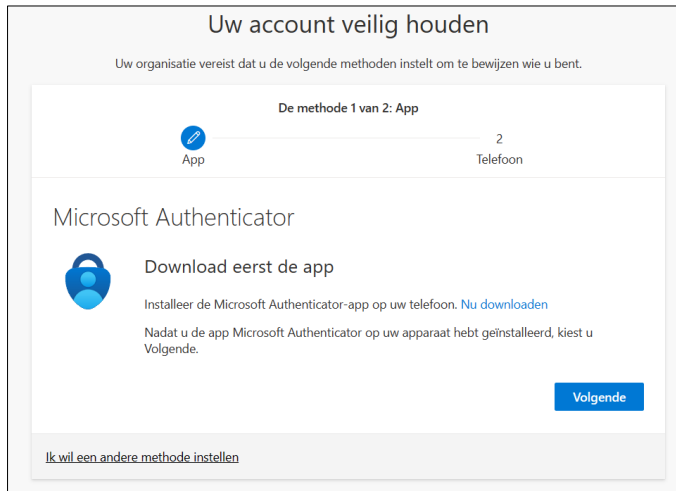 Uw account veilig houden
Uw organisatie vereist dat u de volgende methoden instelt om te bewijzen wie u bent.
De methode 1 van 2: App
App
2
Telefoon
Microsoft Authenticator
Download eerst de app
Installeer de Microsoft Authenticator-app op uw telefoon. Nu downloaden
Nadat u de app Microsoft Authenticator op uw apparaat hebt geïnstalleerd, kiest u
Volgende.
Volgende
Ik wil een andere methode instellen